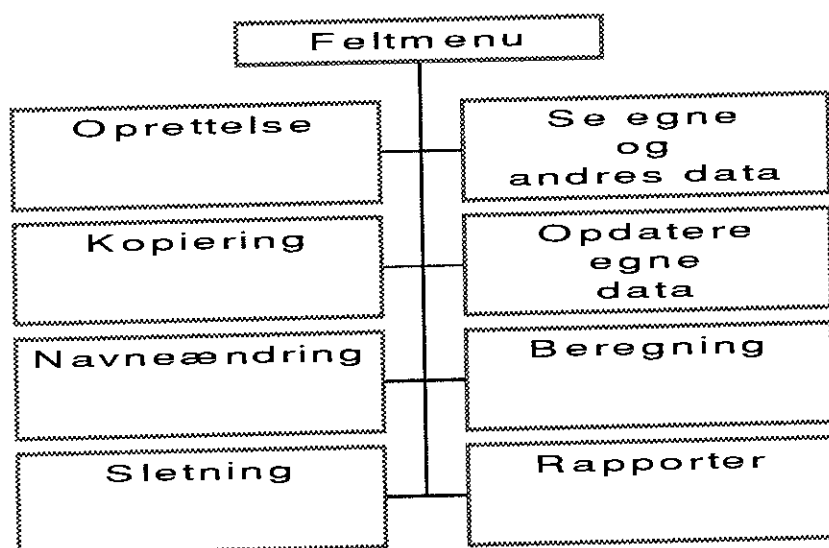 Feltmenu
Oprettelse
Se egne
og
andres data
Kopiering
Opdatere
egne
data
Navneændring
Beregning
Sletning
Rapporter